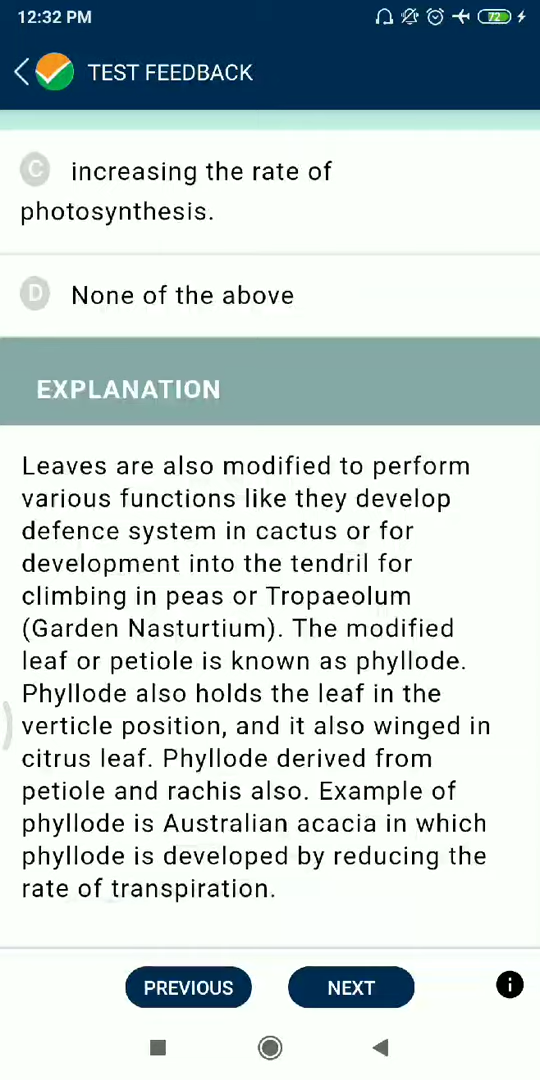 12:32 PM
72
TEST FEEDBACK
C increasing the rate of
photosynthesis.
D None of the above
EXPLANATION
Leaves are also modified to perform
various functions like they develop
defence system in cactus or for
development into the tendril for
climbing in peas or Tropaeolum
(Garden Nasturtium). The modified
leaf or petiole is known as phyllode.
Phyllode also holds the leaf in the
verticle position, and it also winged in
citrus leaf. Phyllode derived from
petiole and rachis also. Example of
phyllode is Australian acacia in which
phyllode is developed by reducing the
rate of transpiration.
PREVIOUS
NEXT